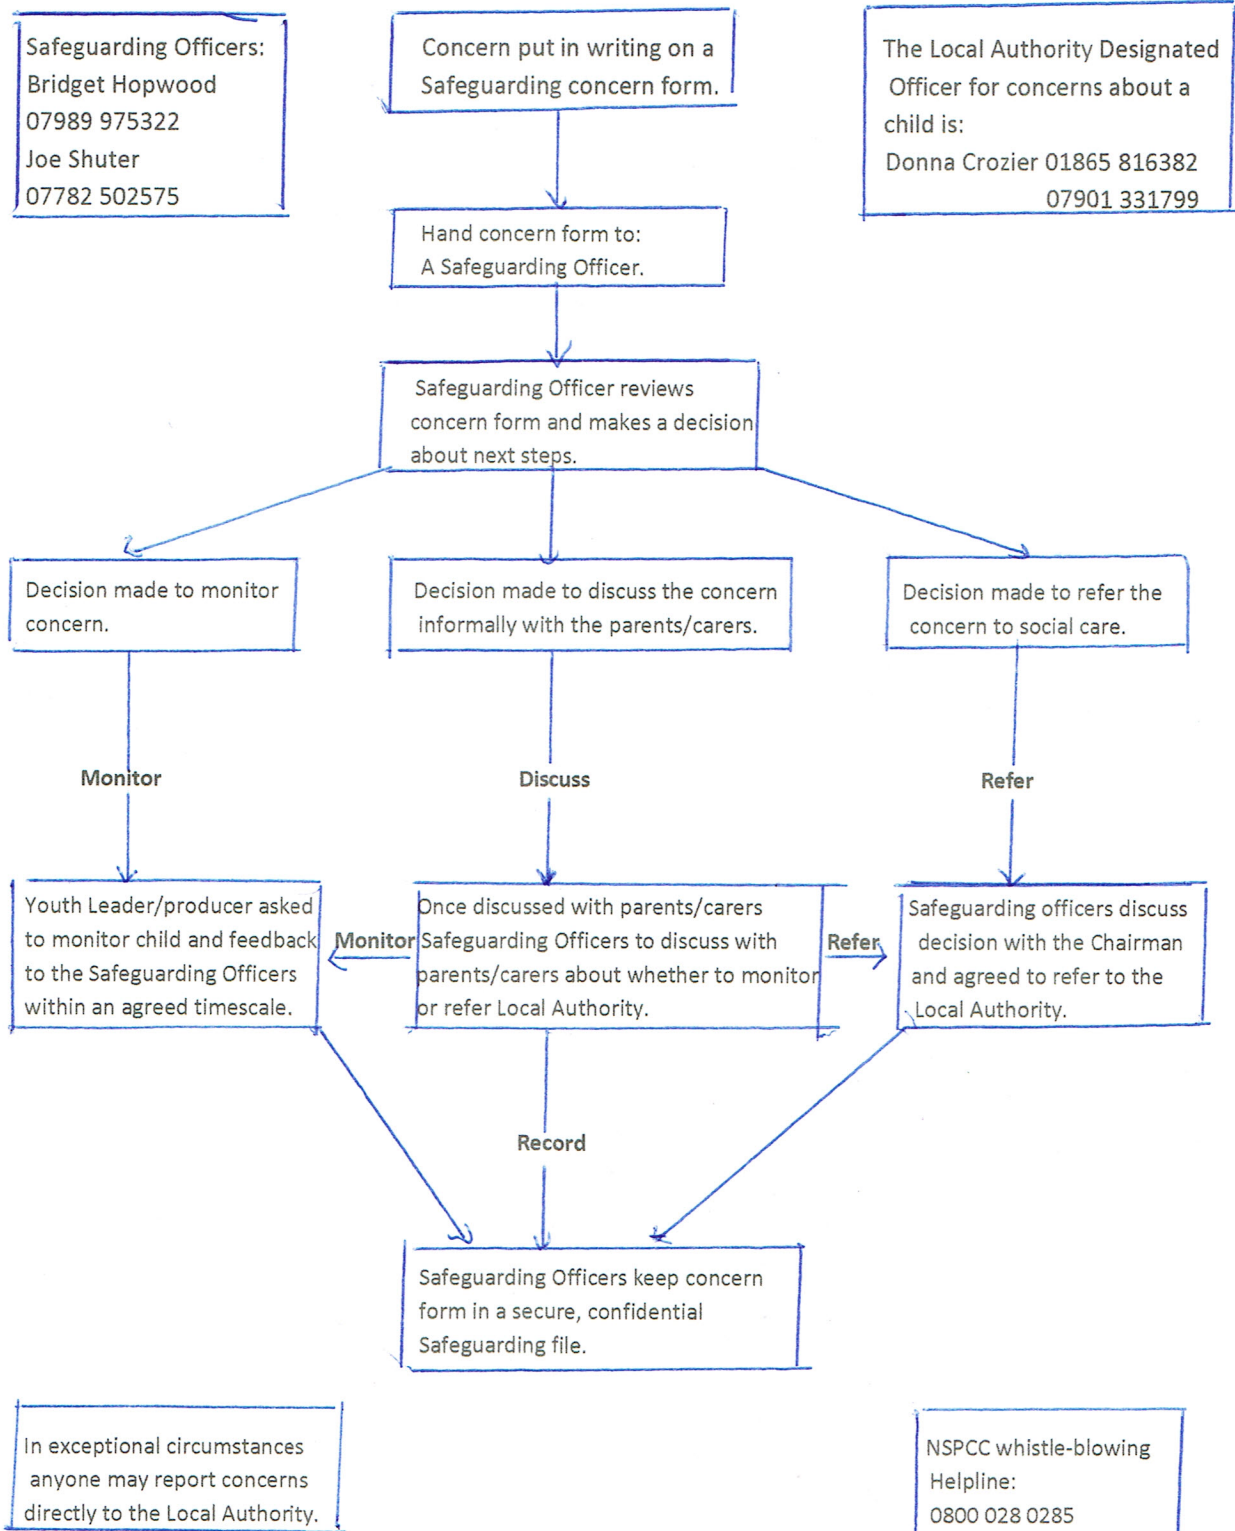 Safeguarding Officers:
Bridget Hopwood
07989 975322
Joe Shuter
07782 502575
Concern put in writing on a
Safeguarding concern form.
The Local Authority Designated
Officer for concerns about a
child is:
Donna Crozier 01865 816382
07901 331799
Hand concern form to:
A Safeguarding Officer.
Safeguarding Officer reviews
concern form and makes a decision
about next steps.
Decision made to monitor
concern.
Decision made to discuss the concern
informally with the parents/carers.
Decision made to refer the
concern to social care.
Monitor
Discuss
Refer
Youth Leader/producer asked
to monitor child and feedback
to the Safeguarding Officers
within an agreed timescale.
Monitor
Once discussed with parents/carers
Safeguarding Officers to discuss with
parents/carers about whether to monitor
or refer Local Authority.
Refer
Safeguarding officers discuss
decision with the Chairman
and agreed to refer to the
Local Authority.
Record
Safeguarding Officers keep concern
form in a secure, confidential
Safeguarding file.
In exceptional circumstances
anyone may report concerns
directly to the Local Authority.
NSPCC whistle-blowing
Helpline:
0800 028 0285